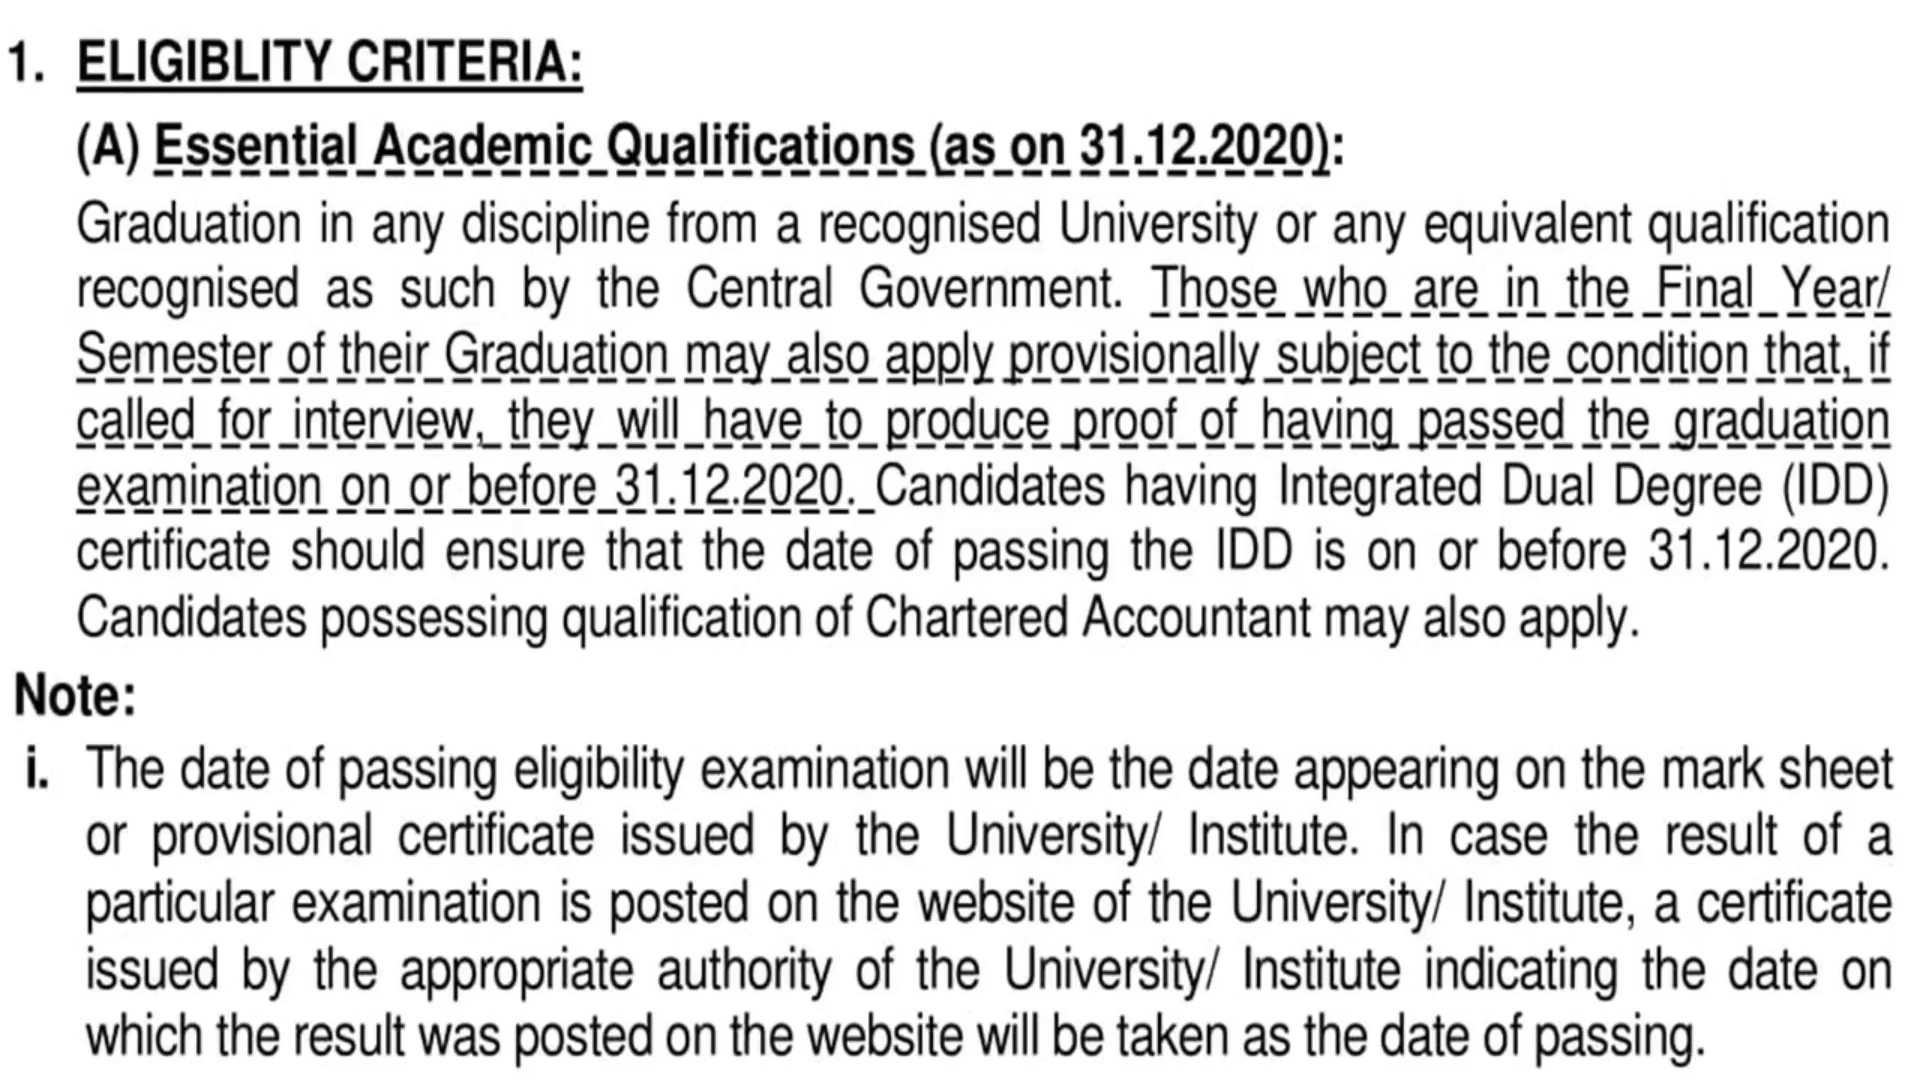 1. ELIGIBLITY CRITERIA:
(A) Essential Academic Qualifications (as on 31.12.2020):
Graduation in any discipline from a recognised University or any equivalent qualification
recognised as such by the Central Government. Those who are in the Final Year/
Semester of their Graduation may also apply provisionally subject to the condition that, if
called for interview, they will have to produce proof of having passed the graduation
examination on or before 31.12.2020. Candidates having Integrated Dual Degree (IDD)
certificate should ensure that the date of passing the IDD is on or before 31.12.2020.
Candidates possessing qualification of Chartered Accountant may also apply.
Note:
i. The date of passing eligibility examination will be the date appearing on the mark sheet
or provisional certificate issued by the University/ Institute. In case the result of a
particular examination is posted on the website of the University/ Institute, a certificate
issued by the appropriate authority of the University/ Institute indicating the date on
which the result was posted on the website will be taken as the date of passing.